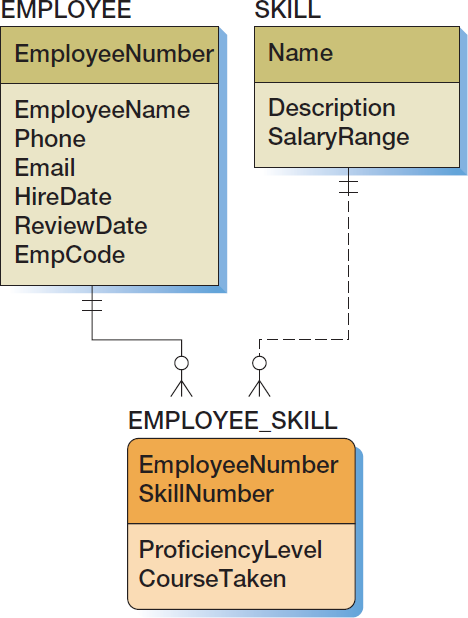 EMPLOYEE
EmployeeNumber
EmployeeName
Phone
Email
HireDate
ReviewDate
EmpCode
SKILL
Name
Description
SalaryRange
EMPLOYEE_SKILL
EmployeeNumber
SkillNumber
ProficiencyLevel
CourseTaken